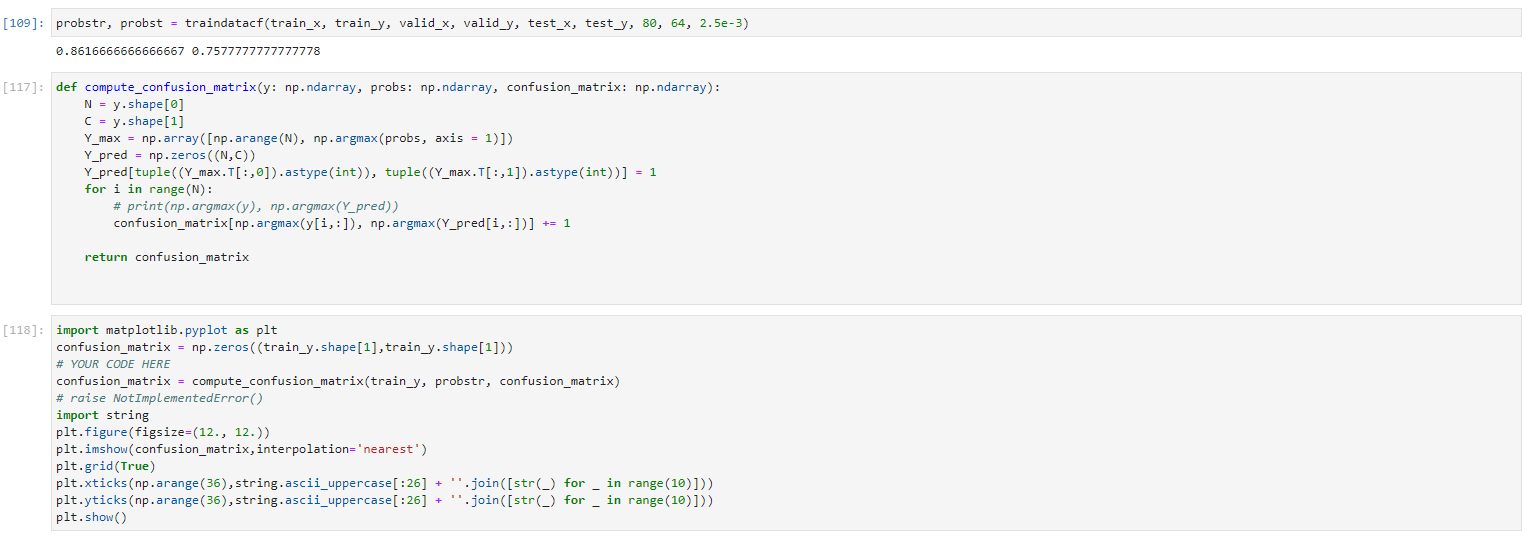 [109]: probstr, probst = traindatacf(train_x, train_y, valid_x, valid_y, test_x, test_y, 80, 64, 2.5e-3)
0.8616666666666667 0.7577777777777778
[117]: def compute_confusion_matrix(y: np.ndarray, probs: np.ndarray, confusion_matrix: np.ndarray):
    N = y.shape[0]
    C = y.shape[1]
    Y_max = np.array([np.arange(N), np.argmax(probs, axis = 1)])
    Y_pred = np.zeros((N,C))
    Y_pred[tuple((Y_max.T[:,0]).astype(int)), tuple((Y_max.T[:,1]).astype(int))] = 1
    for i in range(N):
        # print(np.argmax(y), np.argmax(Y_pred))
        confusion_matrix[np.argmax(y[i,:]), np.argmax(Y_pred[i,:])] += 1
    return confusion_matrix
[118]: import matplotlib.pyplot as plt
confusion_matrix = np.zeros((train_y.shape[1],train_y.shape[1]))
# YOUR CODE HERE
confusion_matrix = compute_confusion_matrix(train_y, probstr, confusion_matrix)
# raise NotImplementedError()
import string
plt.figure(figsize=(12., 12.))
plt.imshow(confusion_matrix,interpolation='nearest')
plt.grid(True)
plt.xticks(np.arange(36),string.ascii_uppercase[:26] + ''.join([str(_) for _ in range(10)]))
plt.yticks(np.arange(36),string.ascii_uppercase[:26] + ''.join([str(_) for _ in range(10)]))
plt.show()